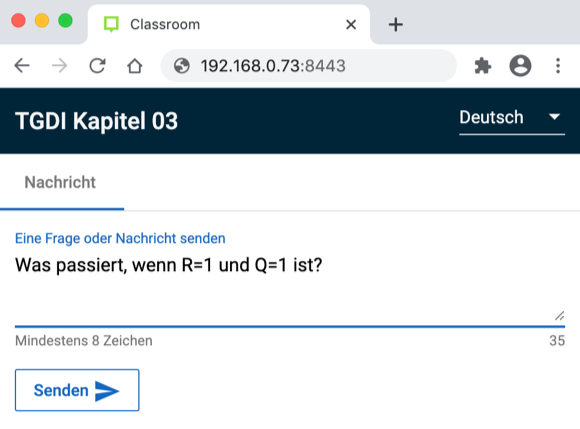 Classroom
192.168.0.73:8443
TGDI Kapitel 03
Deutsch
Nachricht
Eine Frage oder Nachricht senden
Was passiert, wenn R=1 und Q=1 ist?
Mindestens 8 Zeichen
35
Senden